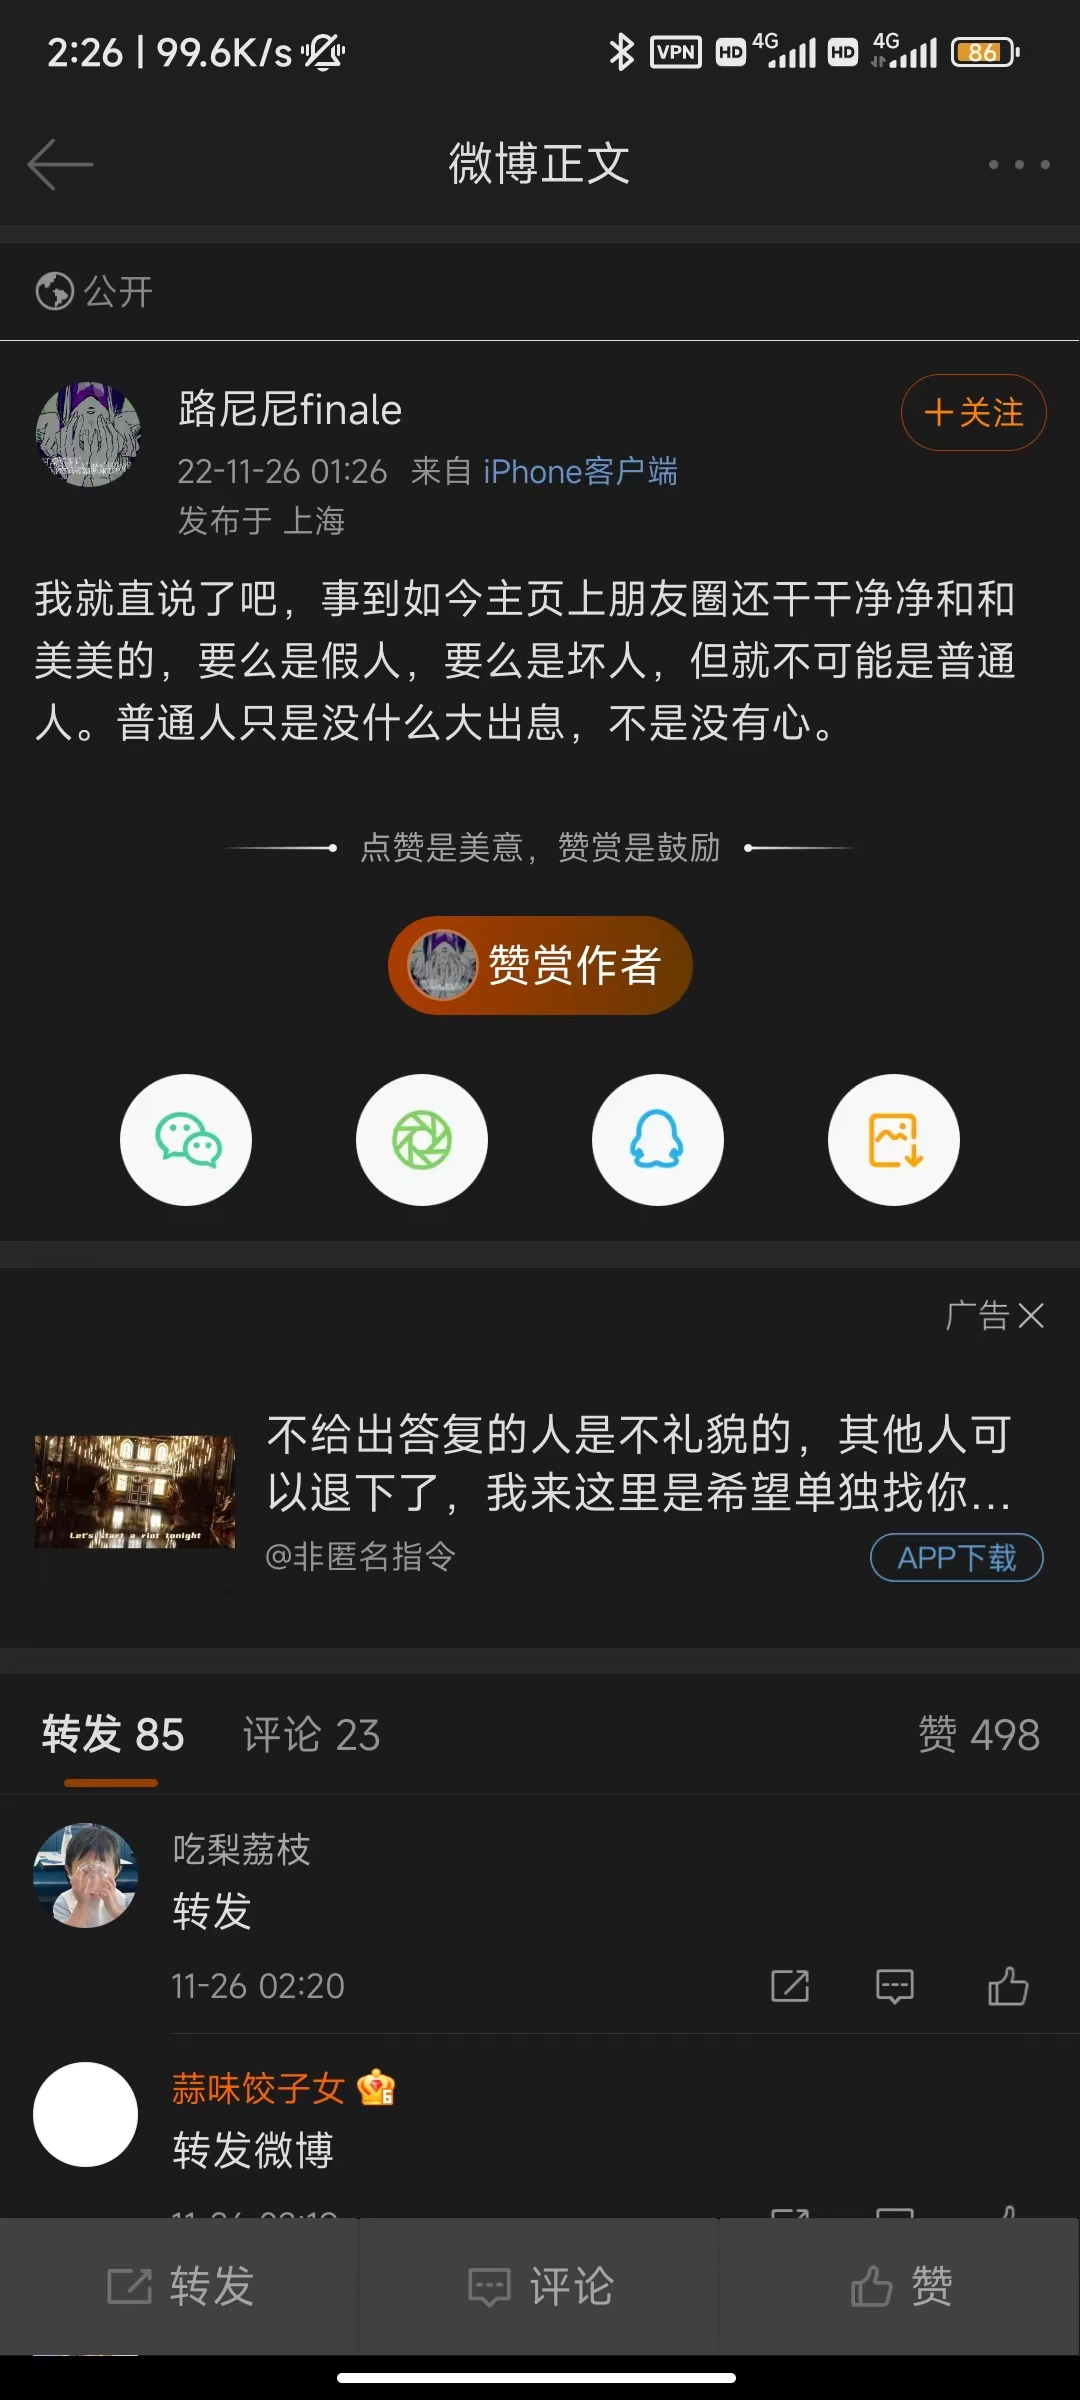 2:26 | 99.6K/s
VPN HD 4G HD 4G 86
微博正文
公开
路尼尼finale
+关注
22-11-26 01:26 来自 iPhone客户端
发布于 上海
我就直说了吧，事到如今主页上朋友圈还干干净净和和
美美的，要么是假人，要么是坏人，但就不可能是普通
人。普通人只是没什么大出息，不是没有心。
点赞是美意，赞赏是鼓励
赞赏作者
广告
不给出答复的人是不礼貌的，其他人可
以退下了，我来这里是希望单独找你...
Let's start a riot tonight
@非匿名指令
APP下载
转发 85 评论 23 赞 498
吃梨荔枝
转发
11-26 02:20
蒜味饺子女 6
转发微博
转发 评论 赞